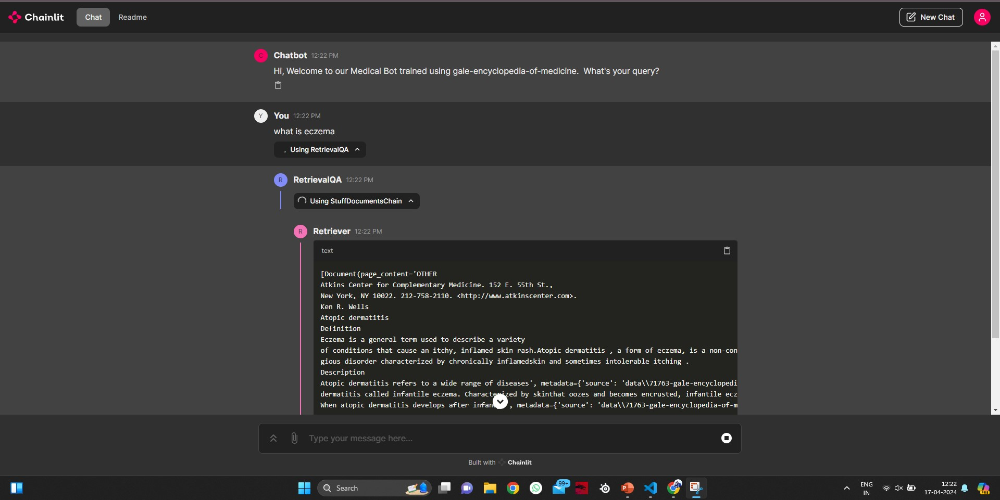 Chainlit
Chat
Readme
New Chat
C
Chatbot 12:22 PM
Hi, Welcome to our Medical Bot trained using gale-encyclopedia-of-medicine.  What's your query?
Y
You 12:22 PM
what is eczema
Using RetrievalQA
R
RetrievalQA 12:22 PM
Using StuffDocumentsChain
R
Retriever 12:22 PM
text
[Document(page_content='OTHER
Atkins Center for Complementary Medicine. 152 E. 55th St.,
New York, NY 10022. 212-758-2110. <http://www.atkinscenter.com>.
Ken R. Wells
Atopic dermatitis
Definition
Eczema is a general term used to describe a variety
of conditions that cause an itchy, inflamed skin rash.Atopic dermatitis , a form of eczema, is a non-con
gious disorder characterized by chronically inflamedskin and sometimes intolerable itching .
Description
Atopic dermatitis refers to a wide range of diseases', metadata={'source': 'data\\71763-gale-encyclopedi
dermatitis called infantile eczema. Characterized by skinthat oozes and becomes encrusted, infantile ecz
When atopic dermatitis develops after infan , metadata={'source': 'data\\71763-gale-encyclopedia-of-m
Type your message here...
Built with Chainlit
Search
99+
ENG
IN
12:22
17-04-2024
PRE